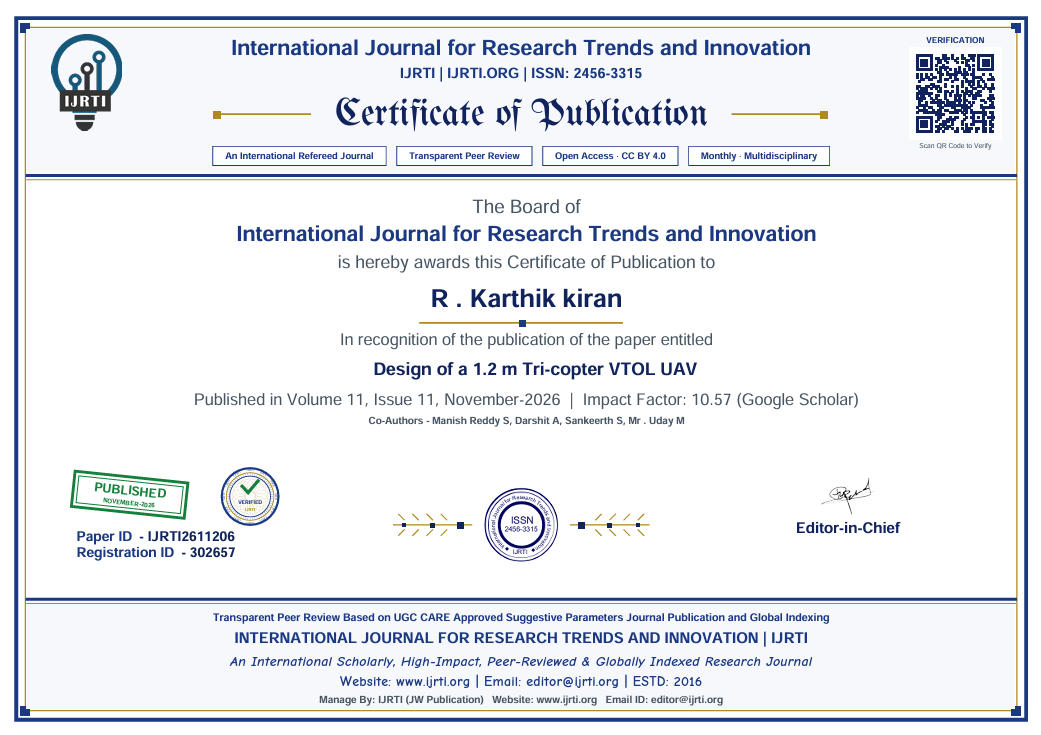 International Journal for Research Trends and Innovation
IJRTI | IJRTI.ORG | ISSN: 2456-3315
Certificate of Publication
An International Refereed Journal
Transparent Peer Review
Open Access · CC BY 4.0
Monthly · Multidisciplinary
IJRTI
VERIFICATION
Scan QR Code to Verify
The Board of
International Journal for Research Trends and Innovation
is hereby awards this Certificate of Publication to
R . Karthik kiran
In recognition of the publication of the paper entitled
Design of a 1.2 m Tri-copter VTOL UAV
Published in Volume 11, Issue 11, November-2026 | Impact Factor: 10.57 (Google Scholar)
Co-Authors - Manish Reddy S, Darshit A, Sankeerth S, Mr . Uday M
PUBLISHED
NOVEMBER-2026
VERIFIED
IJRTI
Paper ID - IJRTI2611206
Registration ID - 302657
International Journal for Research Trends and Innovation
ISSN
2456-3315
IJRTI
Editor-in-Chief
Transparent Peer Review Based on UGC CARE Approved Suggestive Parameters Journal Publication and Global Indexing
INTERNATIONAL JOURNAL FOR RESEARCH TRENDS AND INNOVATION | IJRTI
An International Scholarly, High-Impact, Peer-Reviewed & Globally Indexed Research Journal
Website: www.ijrti.org | Email: editor@ijrti.org | ESTD: 2016
Manage By: IJRTI (JW Publication) Website: www.ijrti.org Email ID: editor@ijrti.org